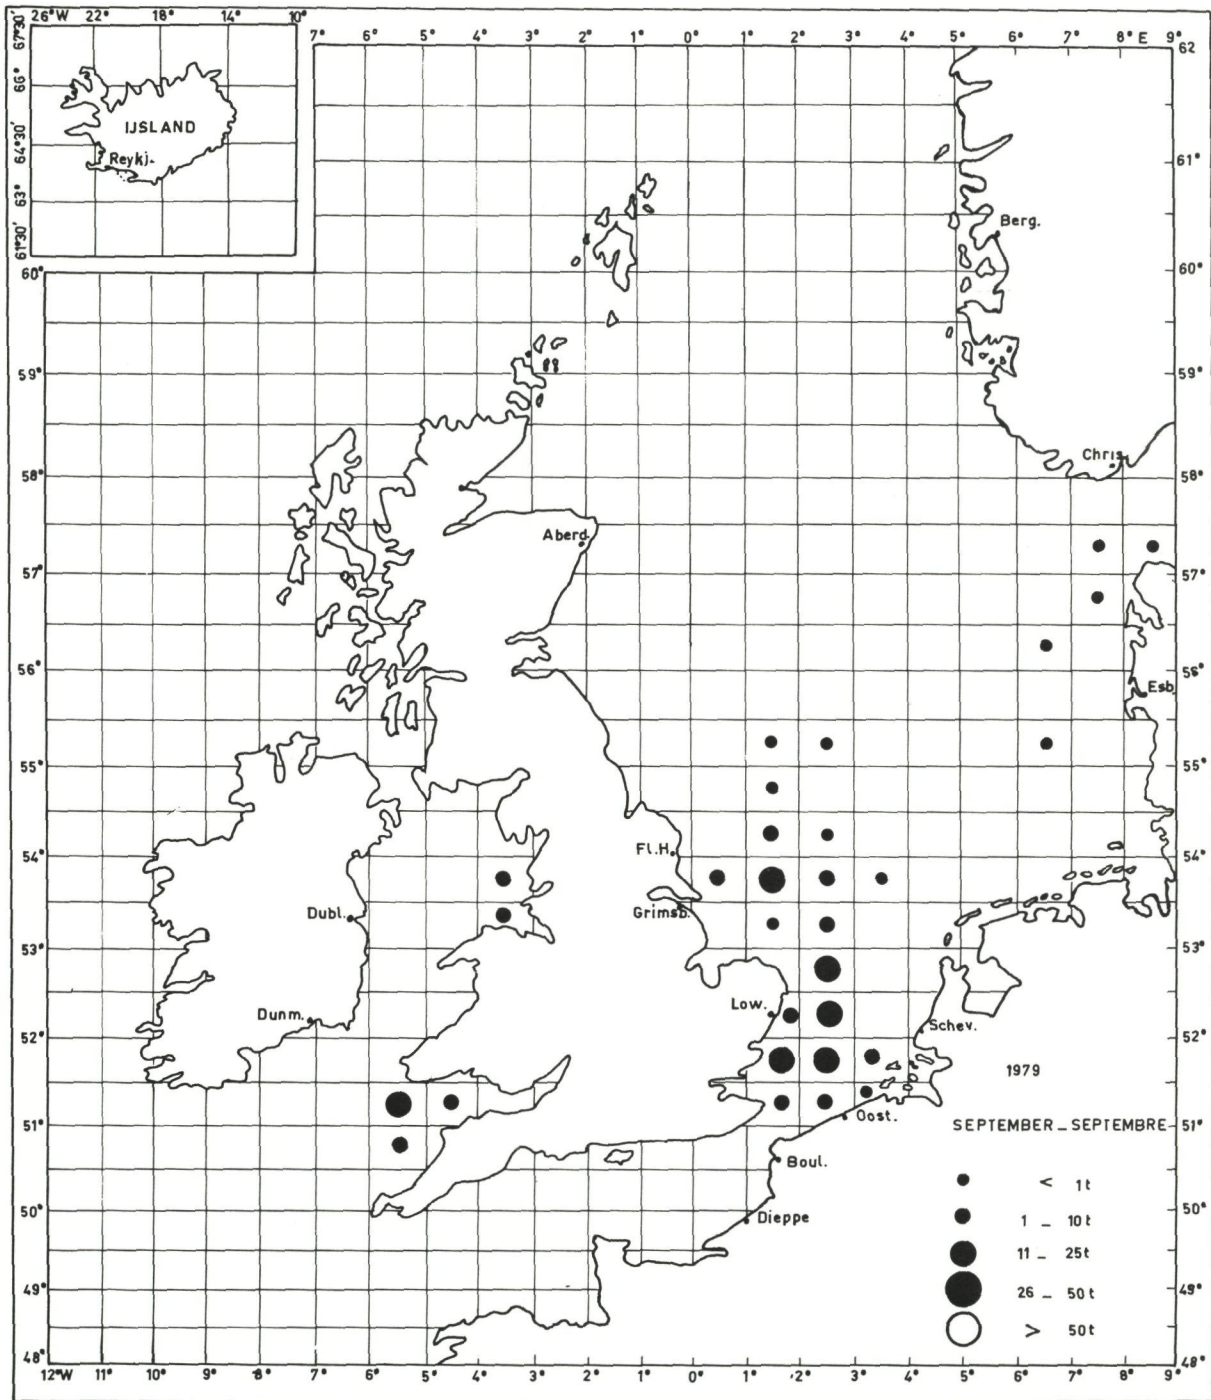 26°W 22° 18° 14° 10°
67°30'
66°
64°30'
63°
61°30'
IJSLAND
Reykj.
7° 6° 5° 4° 3° 2° 1° 0° 1° 2° 3° 4° 5° 6° 7° 8° E 9°
62
61°
Berg.
60° 60°
59° 59°
Chris
58° 58°
Aberd.
57° 57°
56° 56°
Esb
55° 55°
Fl.H.
54° 54°
Grimsb.
Dubl.
53° 53°
Low.
Dunm.
Schev.
52° 52°
1979
Oost.
SEPTEMBER _ SEPTEMBRE
51° 51°
Boul.
< 1t
Dieppe
50° 50°
1 _ 10t
11 _ 25t
49° 49°
26 _ 50t
> 50t
48° 48°
12°W 11° 10° 9° 8° 7° 6° 5° 4° 3° 2° 1° 0° 1° 2° 3° 4° 5° 6° 7° 8° 9°